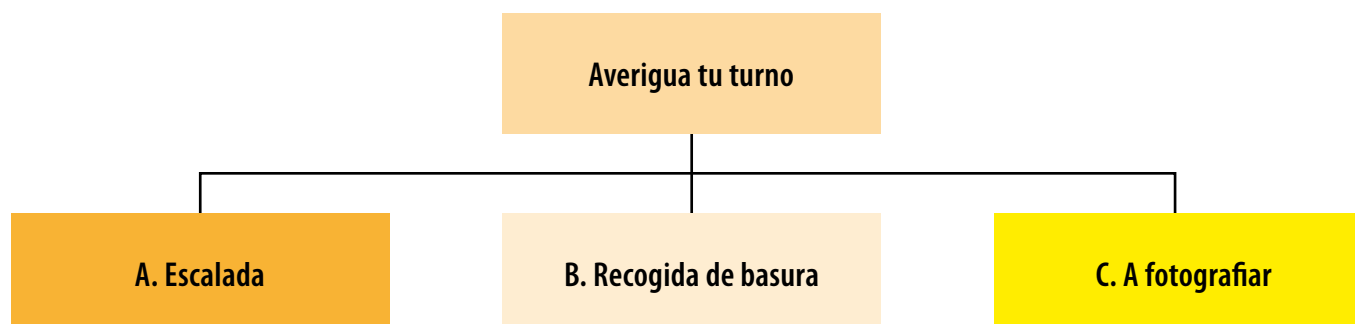 Averigua tu turno
A. Escalada
B. Recogida de basura
C. A fotografiar